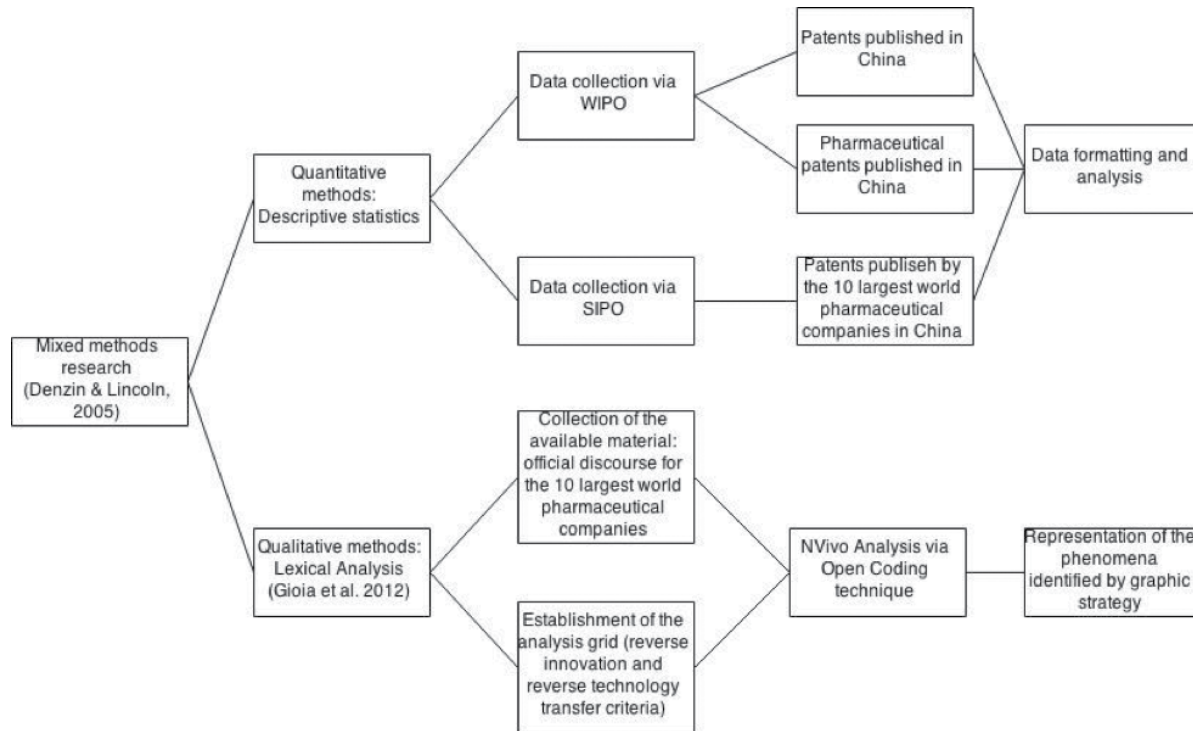 Mixed methods
research
(Denzin & Lincoln,
2005)
Quantitative
methods:
Descriptive statistics
Data collection via
WIPO
Patents published in
China
Pharmaceutical
patents published in
China
Data collection via
SIPO
Patents publiseh by
the 10 largest world
pharmaceutical
companies in China
Data formatting and
analysis
Qualitative methods:
Lexical Analysis
(Gioia et al. 2012)
Collection of the
available material:
official discourse for
the 10 largest world
pharmaceutical
companies
Establishment of the
analysis grid (reverse
innovation and
reverse technology
transfer criteria)
NVivo Analysis via
Open Coding
technique
Representation of the
phenomena
identified by graphic
strategy